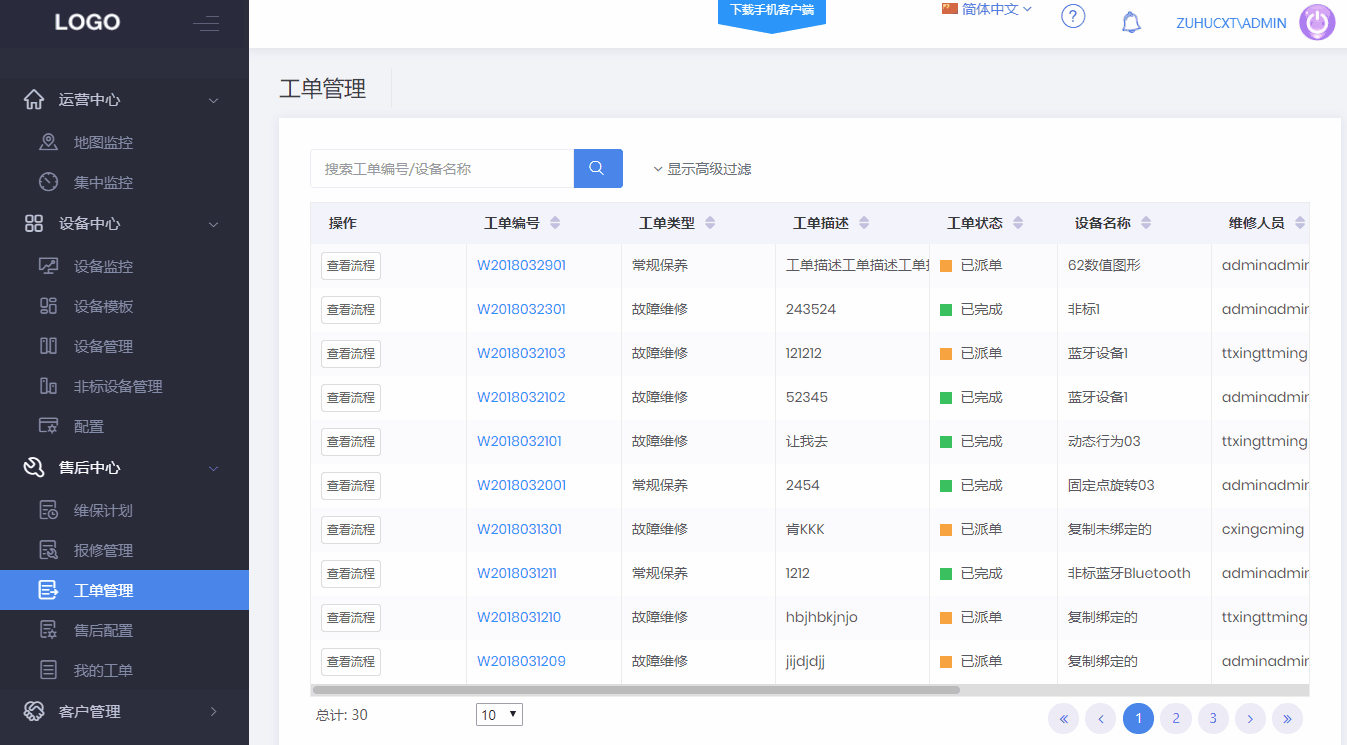 LOGO
下载手机客户端
简体中文
?
ZUHUCXT\ADMIN
运营中心
地图监控
集中监控
设备中心
设备监控
设备模板
设备管理
非标设备管理
配置
售后中心
维保计划
报修管理
工单管理
售后配置
我的工单
客户管理
工单管理
搜索工单编号/设备名称
显示高级过滤
操作 工单编号 工单类型 工单描述 工单状态 设备名称 维修人员
查看流程 W2018032901 常规保养 工单描述工单描述工单 已派单 62数值图形 adminadmin
查看流程 W2018032301 故障维修 243524 已完成 非标1 adminadmin
查看流程 W2018032103 故障维修 121212 已派单 蓝牙设备1 ttxingttming
查看流程 W2018032102 故障维修 52345 已完成 蓝牙设备1 adminadmin
查看流程 W2018032101 故障维修 让我去 已完成 动态行为03 ttxingttming
查看流程 W2018032001 常规保养 2454 已完成 固定点旋转03 adminadmin
查看流程 W2018031301 故障维修 肯KKK 已派单 复制未绑定的 cxingcming
查看流程 W2018031211 常规保养 1212 已完成 非标蓝牙Bluetooth adminadmin
查看流程 W2018031210 故障维修 hbjhbkjnjo 已派单 复制绑定的 ttxingttming
查看流程 W2018031209 故障维修 jijdjdjj 已派单 复制绑定的 adminadmin
总计: 30 10 « ‹ 1 2 3 › »